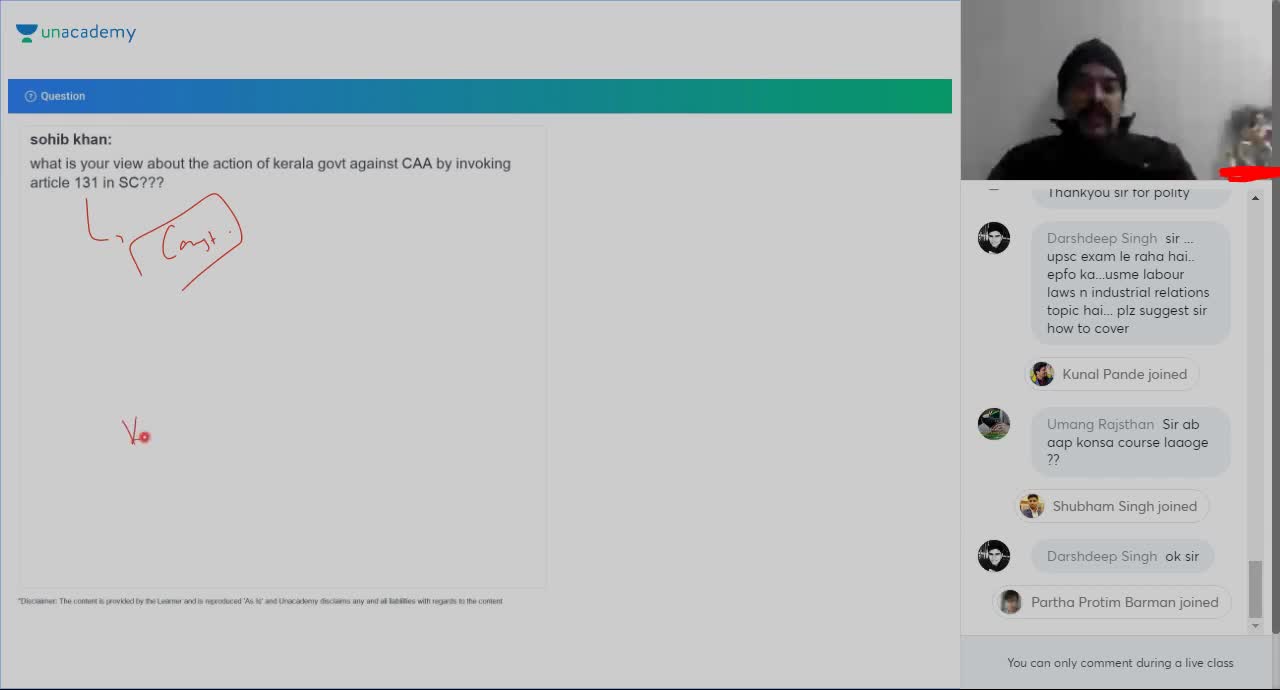 unacademy
Question
sohib khan:
what is your view about the action of kerala govt against CAA by invoking
article 131 in SC???
Const.
*Disclaimer: The content is provided by the Learner and is reproduced 'As Is' and Unacademy disclaims any and all liabilities with regards to the content
Thankyou sir for polity
Darshdeep Singh sir ...
upsc exam le raha hai..
epfo ka...usme labour
laws n industrial relations
topic hai... plz suggest sir
how to cover
Kunal Pande joined
Umang Rajsthan Sir ab
aap konsa course laaoge
??
Shubham Singh joined
Darshdeep Singh ok sir
Partha Protim Barman joined
You can only comment during a live class